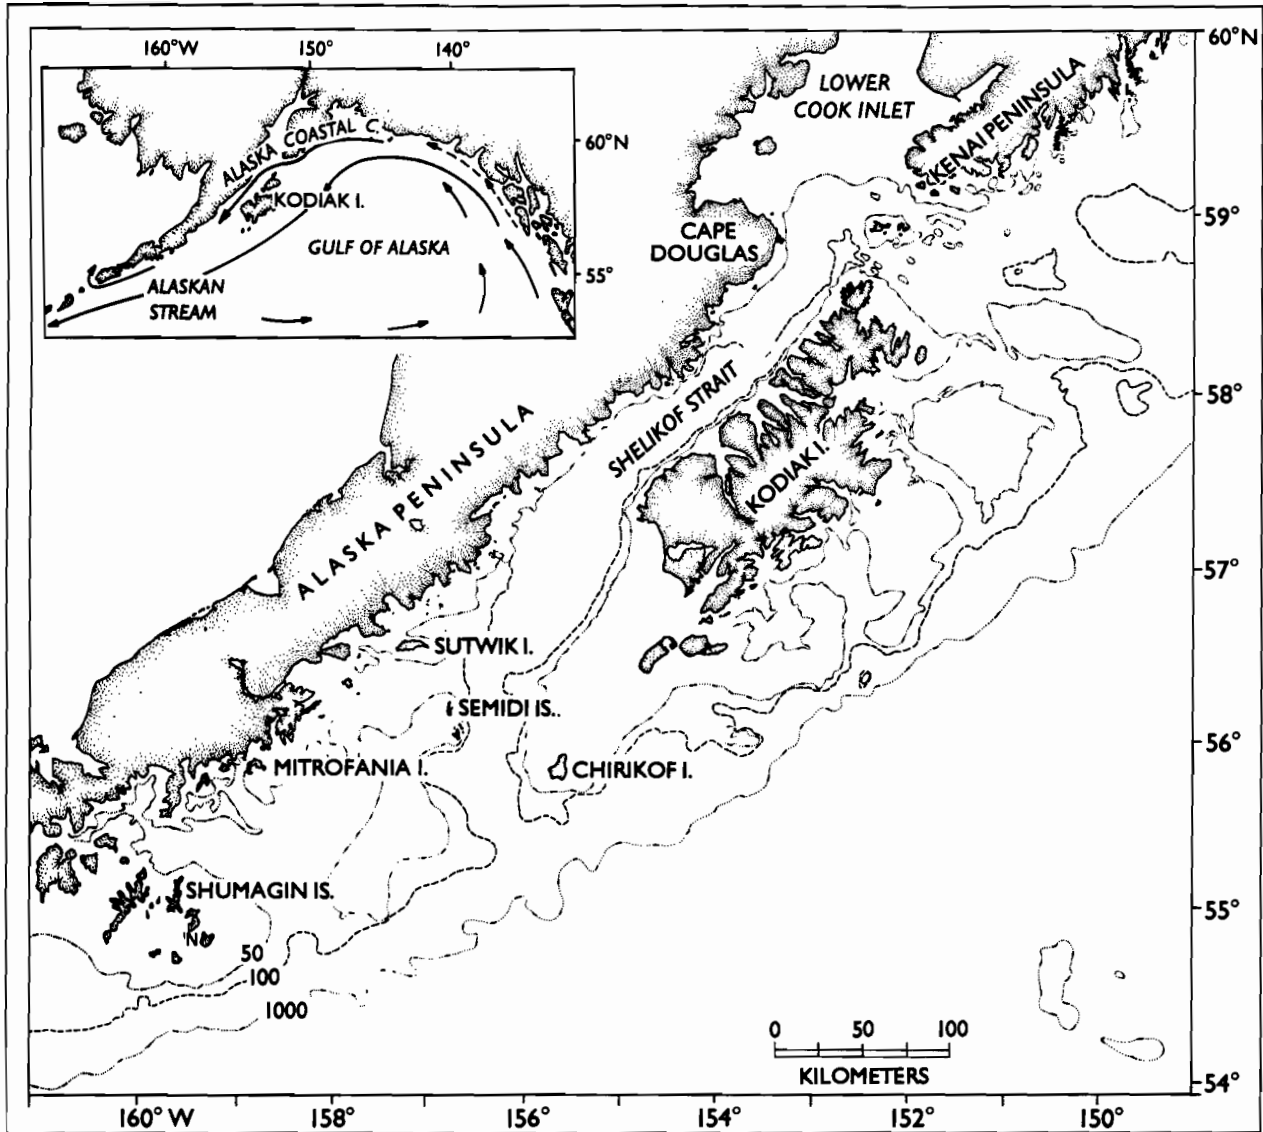 160°W 150° 140°
60°N
55°
ALASKA COASTAL C.
KODIAK I.
GULF OF ALASKA
ALASKAN
STREAM
60°N
LOWER
COOK INLET
KENAI PENINSULA
59°
CAPE
DOUGLAS
58°
SHELIKOF STRAIT
KODIAK I.
ALASKA PENINSULA
57°
SUTWIK I.
SEMIDI IS..
56°
MITROFANIA I.
CHIRIKOF I.
SHUMAGIN IS.
55°
N
50
100
1000
0 50 100
KILOMETERS
54°
160°W 158° 156° 154° 152° 150°